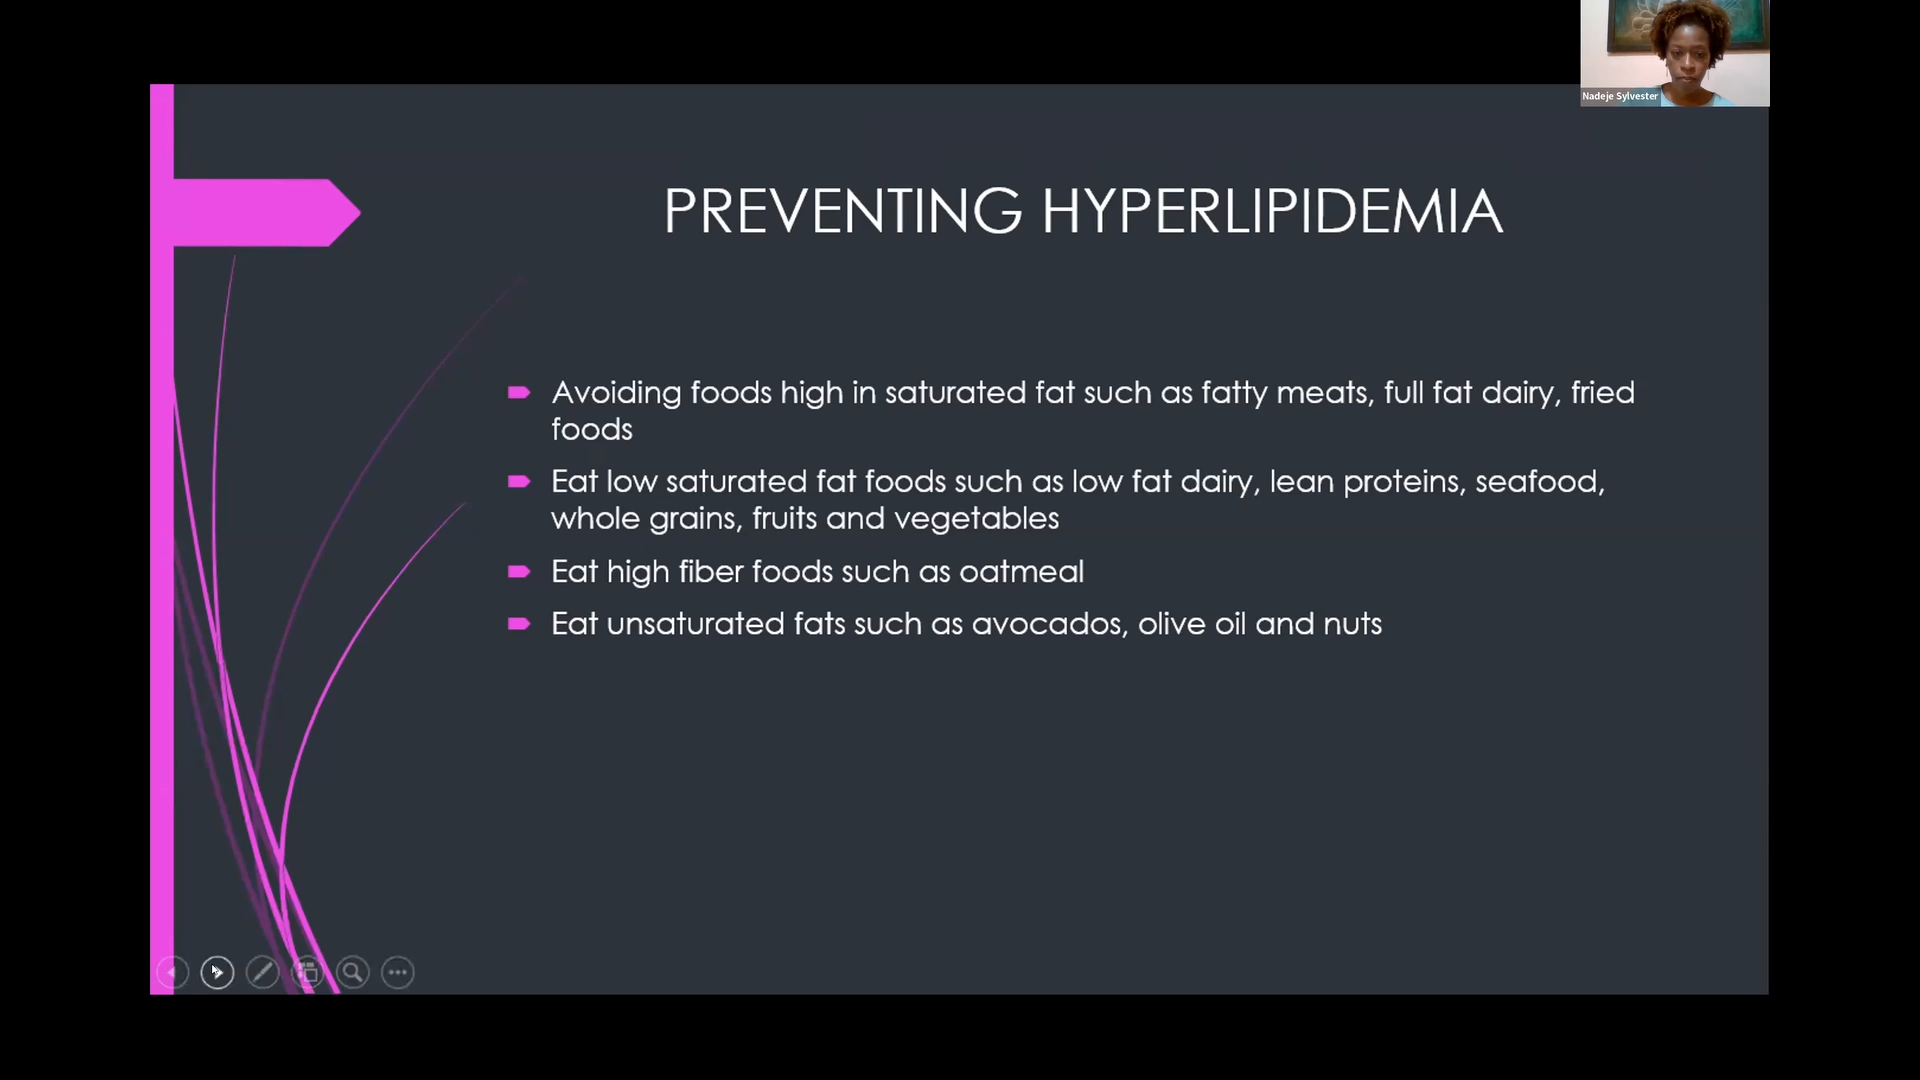 Nadeje Sylvester
PREVENTING HYPERLIPIDEMIA
Avoiding foods high in saturated fat such as fatty meats, full fat dairy, fried
foods
Eat low saturated fat foods such as low fat dairy, lean proteins, seafood,
whole grains, fruits and vegetables
Eat high fiber foods such as oatmeal
Eat unsaturated fats such as avocados, olive oil and nuts